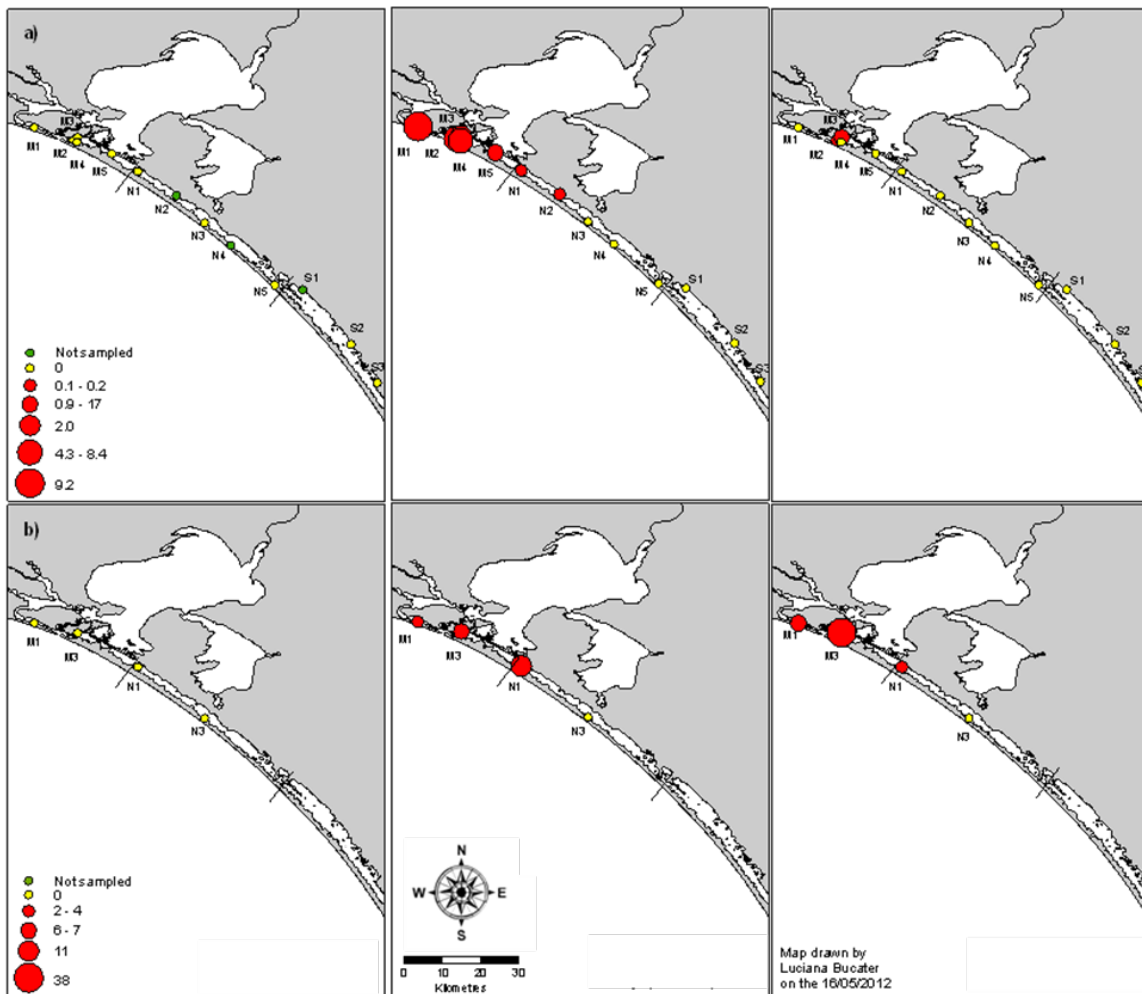 a)
M3
M1
M2
M4
M5
N1
N2
N3
N4
N5
S1
S2
S3
Not sampled
0
0.1 - 0.2
0.9 - 17
2.0
4.3 - 8.4
9.2
M3
M1
M2
M4
M5
N1
N2
N3
N4
N5
S1
S2
S3
M3
M1
M2
M4
M5
N1
N2
N3
N4
N5
S1
S2
b)
M1
M3
N1
N3
Not sampled
0
2 - 4
6 - 7
11
38
M1
M3
N1
N3
N
W E
S
0 10 20 30
Kilometres
M1
M3
N1
N3
Map drawn by
Luciana Bucater
on the 16/05/2012